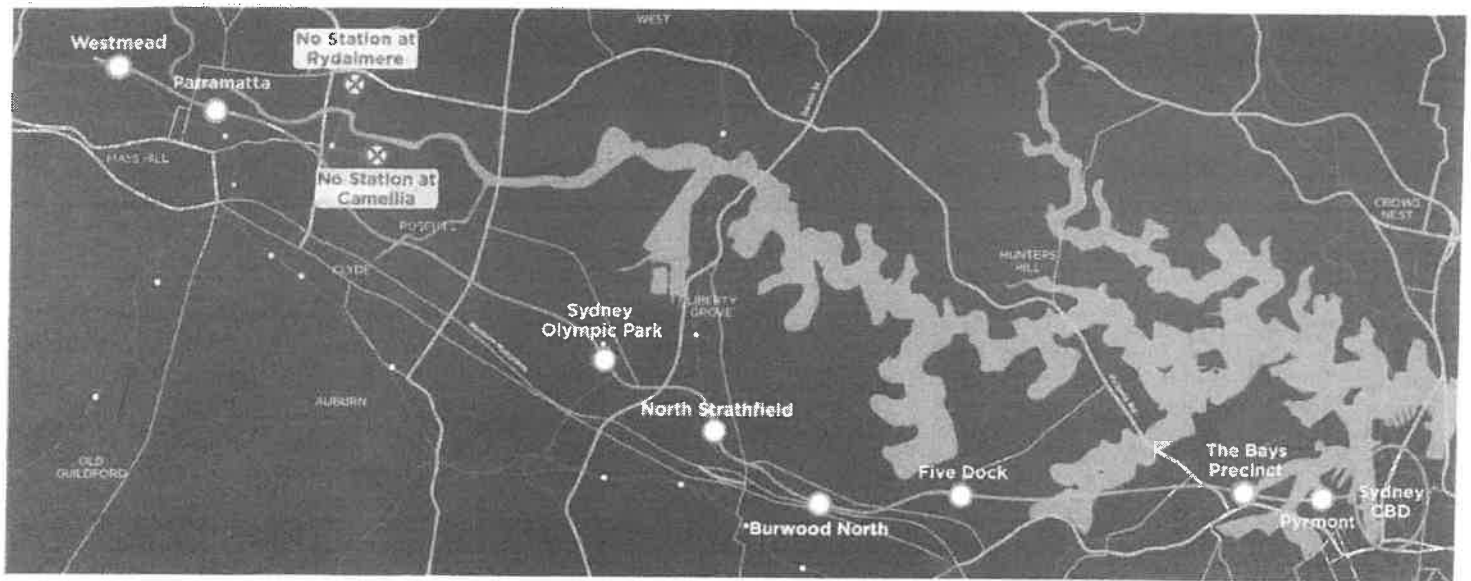 WEST
Westmead
No Station at
Rydalmere
Parramatta
MAYS HILL
No Station at
Camellia
ROSEHILL
CLYDE
CROWS
NEST
HUNTERS
HILL
LIBERTY
GROVE
Sydney
Olympic Park
AUBURN
North Strathfield
OLD
GUILDFORD
Five Dock
The Bays
Precinct
Burwood North
Pyrmont
Sydney
CBD